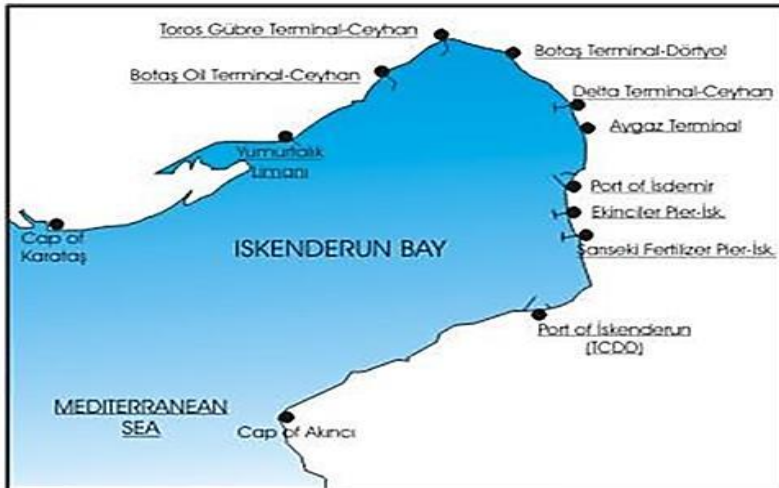 Toros Gübre Terminal-Ceyhan
Botaş Terminal-Dörtyol
Botaş Oil Terminal-Ceyhan
Delta Terminal-Ceyhan
Aygaz Terminal
Yumurtalık
Limanı
Port of İsdemir
Ekinciler Pier-İsk.
Cap of
Karataş
ISKENDERUN BAY
Sarıseki Fertilizer Pier-İsk.
Port of İskenderun
(TCDD)
MEDITERRANEAN
SEA
Cap of Akıncı